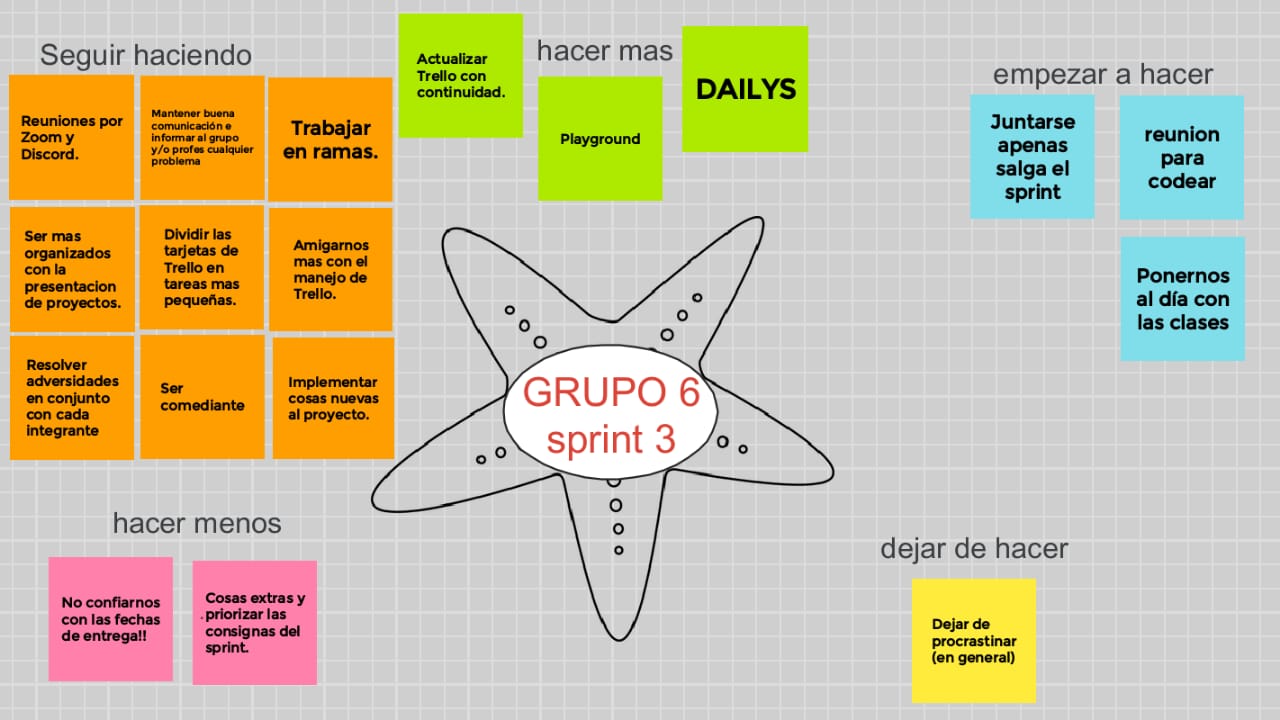 Seguir haciendo
Reuniones por
Zoom y
Discord.
Mantener buena
comunicación e
informar al grupo
y/o profes cualquier
problema
Trabajar
en ramas.
Ser mas
organizados
con la
presentacion
de proyectos.
Dividir las
tarjetas de
Trello en
tareas mas
pequeñas.
Amigarnos
mas con el
manejo de
Trello.
Resolver
adversidades
en conjunto
con cada
integrante
Ser
comediante
Implementar
cosas nuevas
al proyecto.
hacer mas
Actualizar
Trello con
continuidad.
Playground
DAILYS
empezar a hacer
Juntarse
apenas
salga el
sprint
reunion
para
codear
Ponernos
al día con
las clases
GRUPO 6
sprint 3
hacer menos
No confiarnos
con las fechas
de entrega!!
Cosas extras y
.priorizar las
consignas del
sprint.
dejar de hacer
Dejar de
procrastinar
(en general)